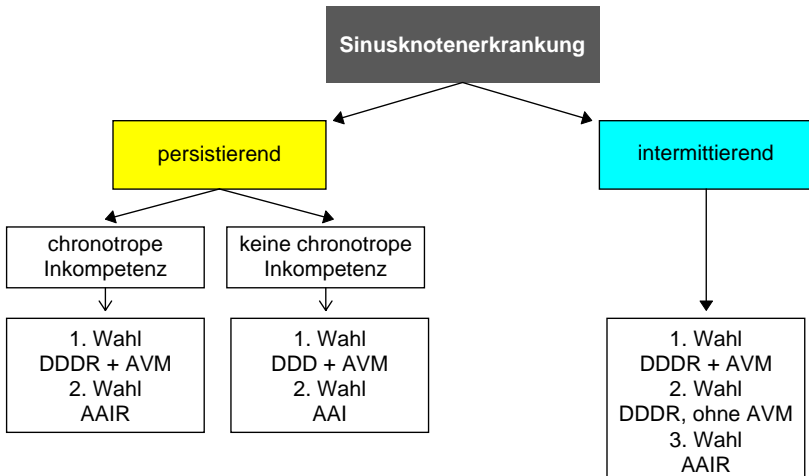 Sinusknotenerkrankung
persistierend
intermittierend
chronotrope
Inkompetenz
keine chronotrope
Inkompetenz
1. Wahl
DDDR + AVM
2. Wahl
AAIR
1. Wahl
DDD + AVM
2. Wahl
AAI
1. Wahl
DDDR + AVM
2. Wahl
DDDR, ohne AVM
3. Wahl
AAIR